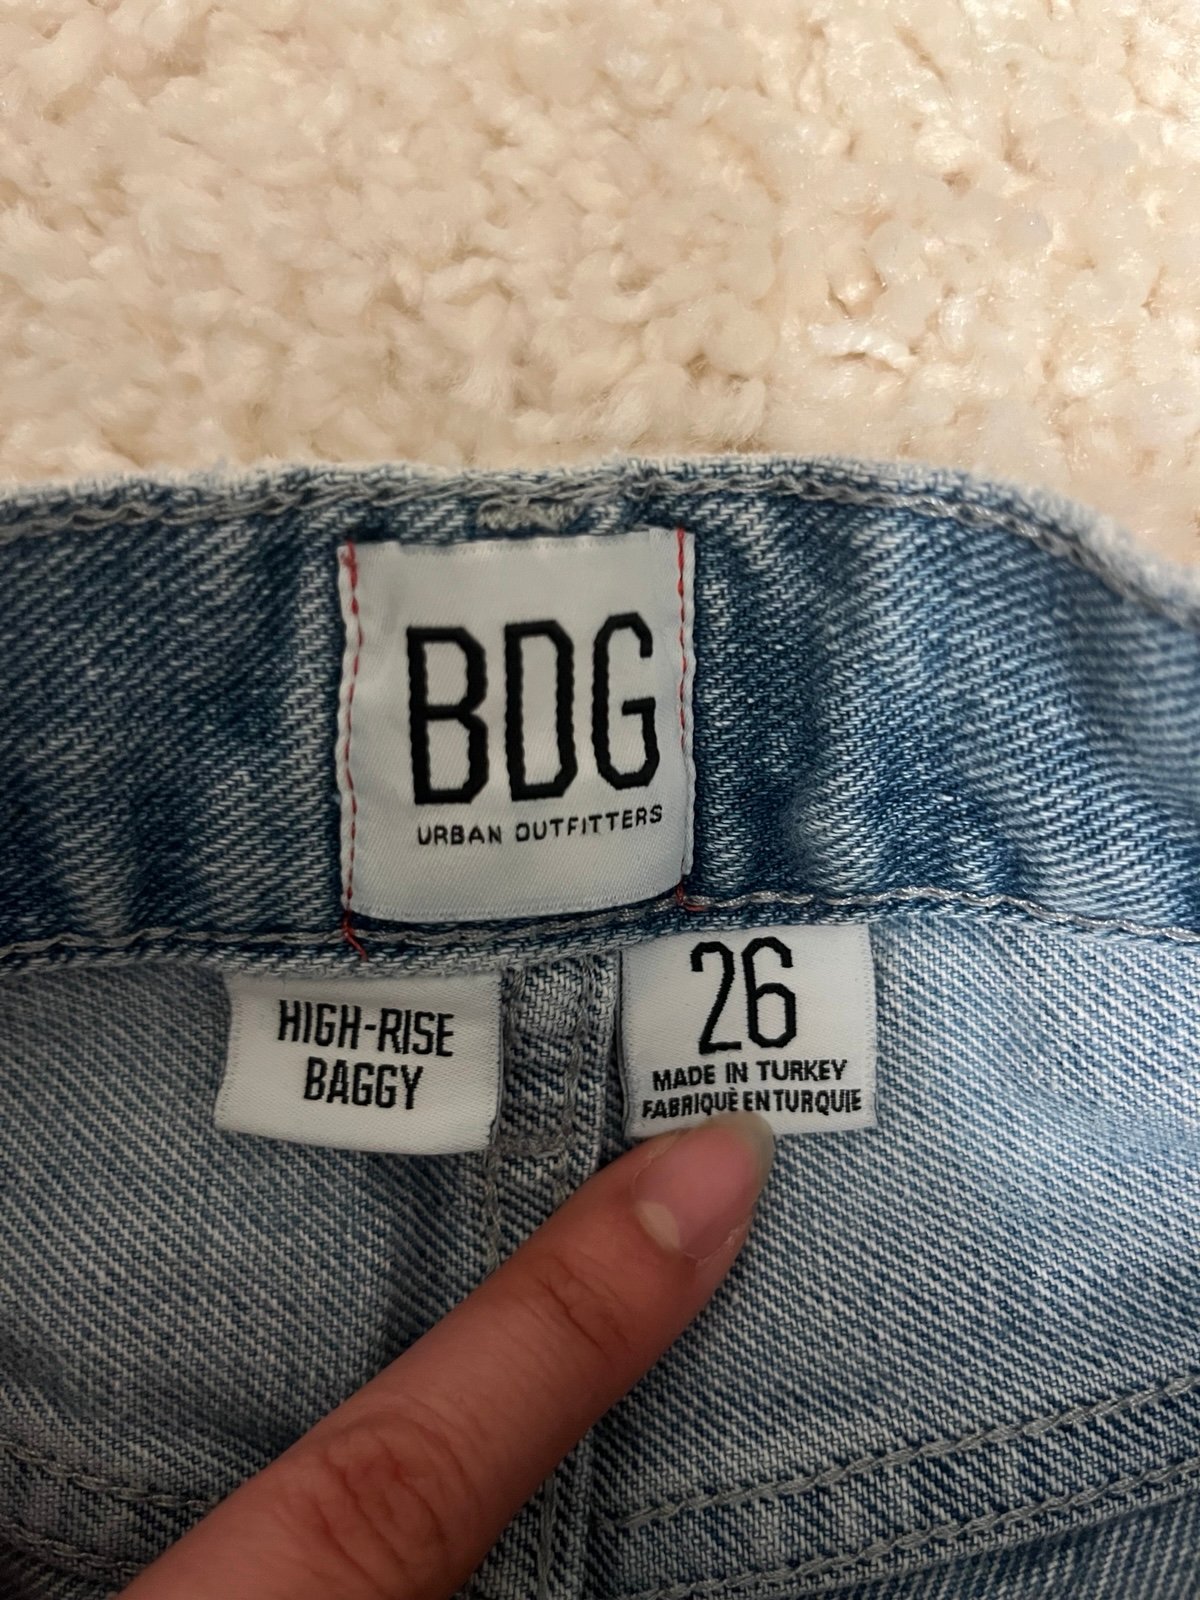 BDG
URBAN OUTFITTERS
HIGH-RISE
BAGGY
26
MADE IN TURKEY
FABRIQUÈ EN TURQUIE